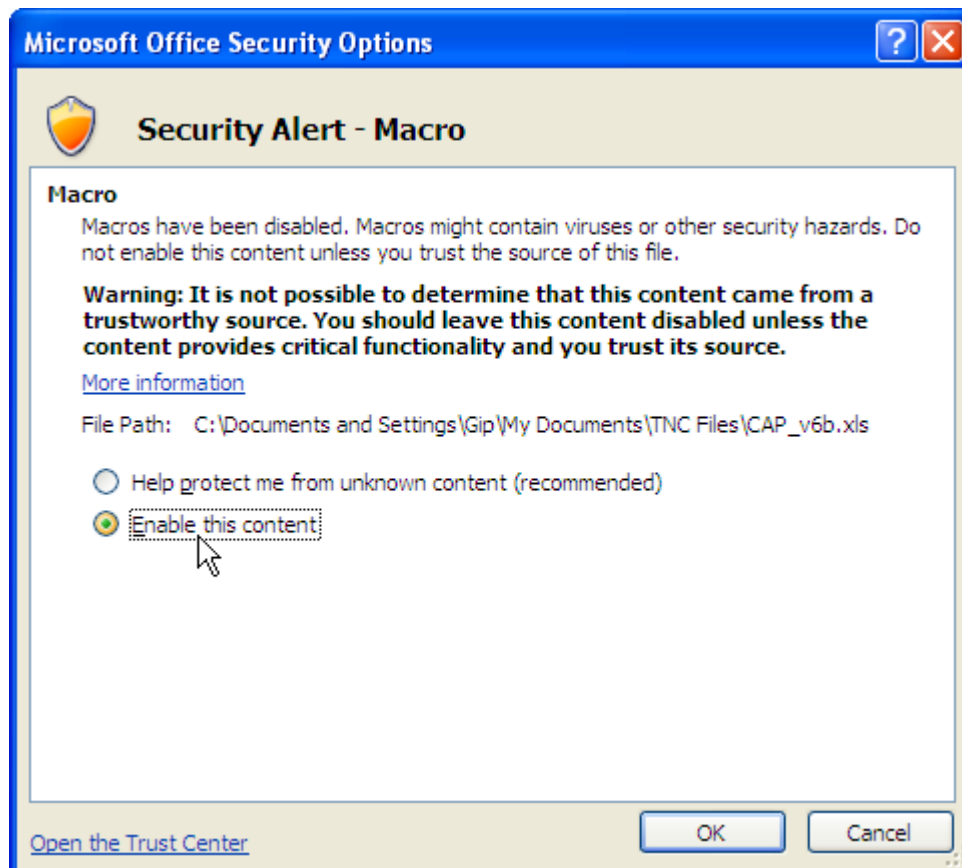 Microsoft Office Security Options
Security Alert - Macro
Macro
Macros have been disabled. Macros might contain viruses or other security hazards. Do
not enable this content unless you trust the source of this file.
Warning: It is not possible to determine that this content came from a
trustworthy source. You should leave this content disabled unless the
content provides critical functionality and you trust its source.
More information
File Path: C:\Documents and Settings\Gip\My Documents\TNC Files\CAP_v6b.xls
Help protect me from unknown content (recommended)
Enable this content
Open the Trust Center
OK
Cancel